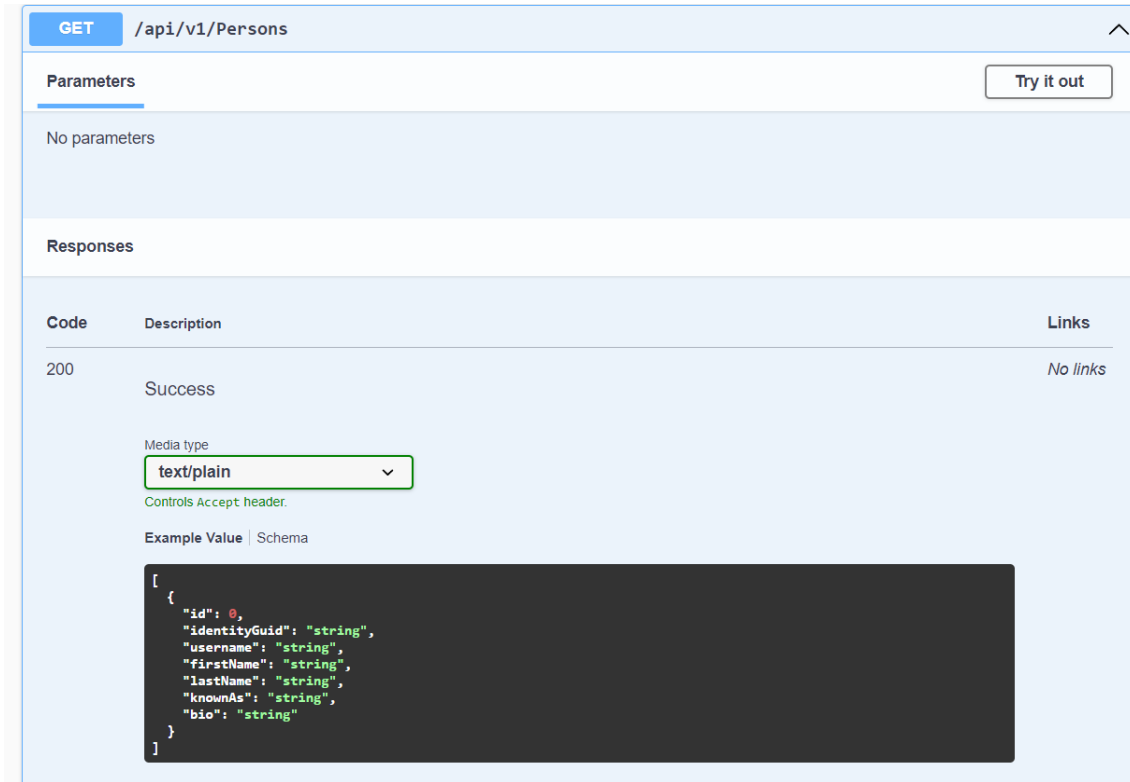 GET /api/v1/Persons
Parameters Try it out
No parameters
Responses
Code Description Links
200 Success No links
Media type
text/plain
Controls Accept header.
Example Value Schema
[
  {
    "id": 0,
    "identityGuid": "string",
    "username": "string",
    "firstName": "string",
    "lastName": "string",
    "knownAs": "string",
    "bio": "string"
  }
]